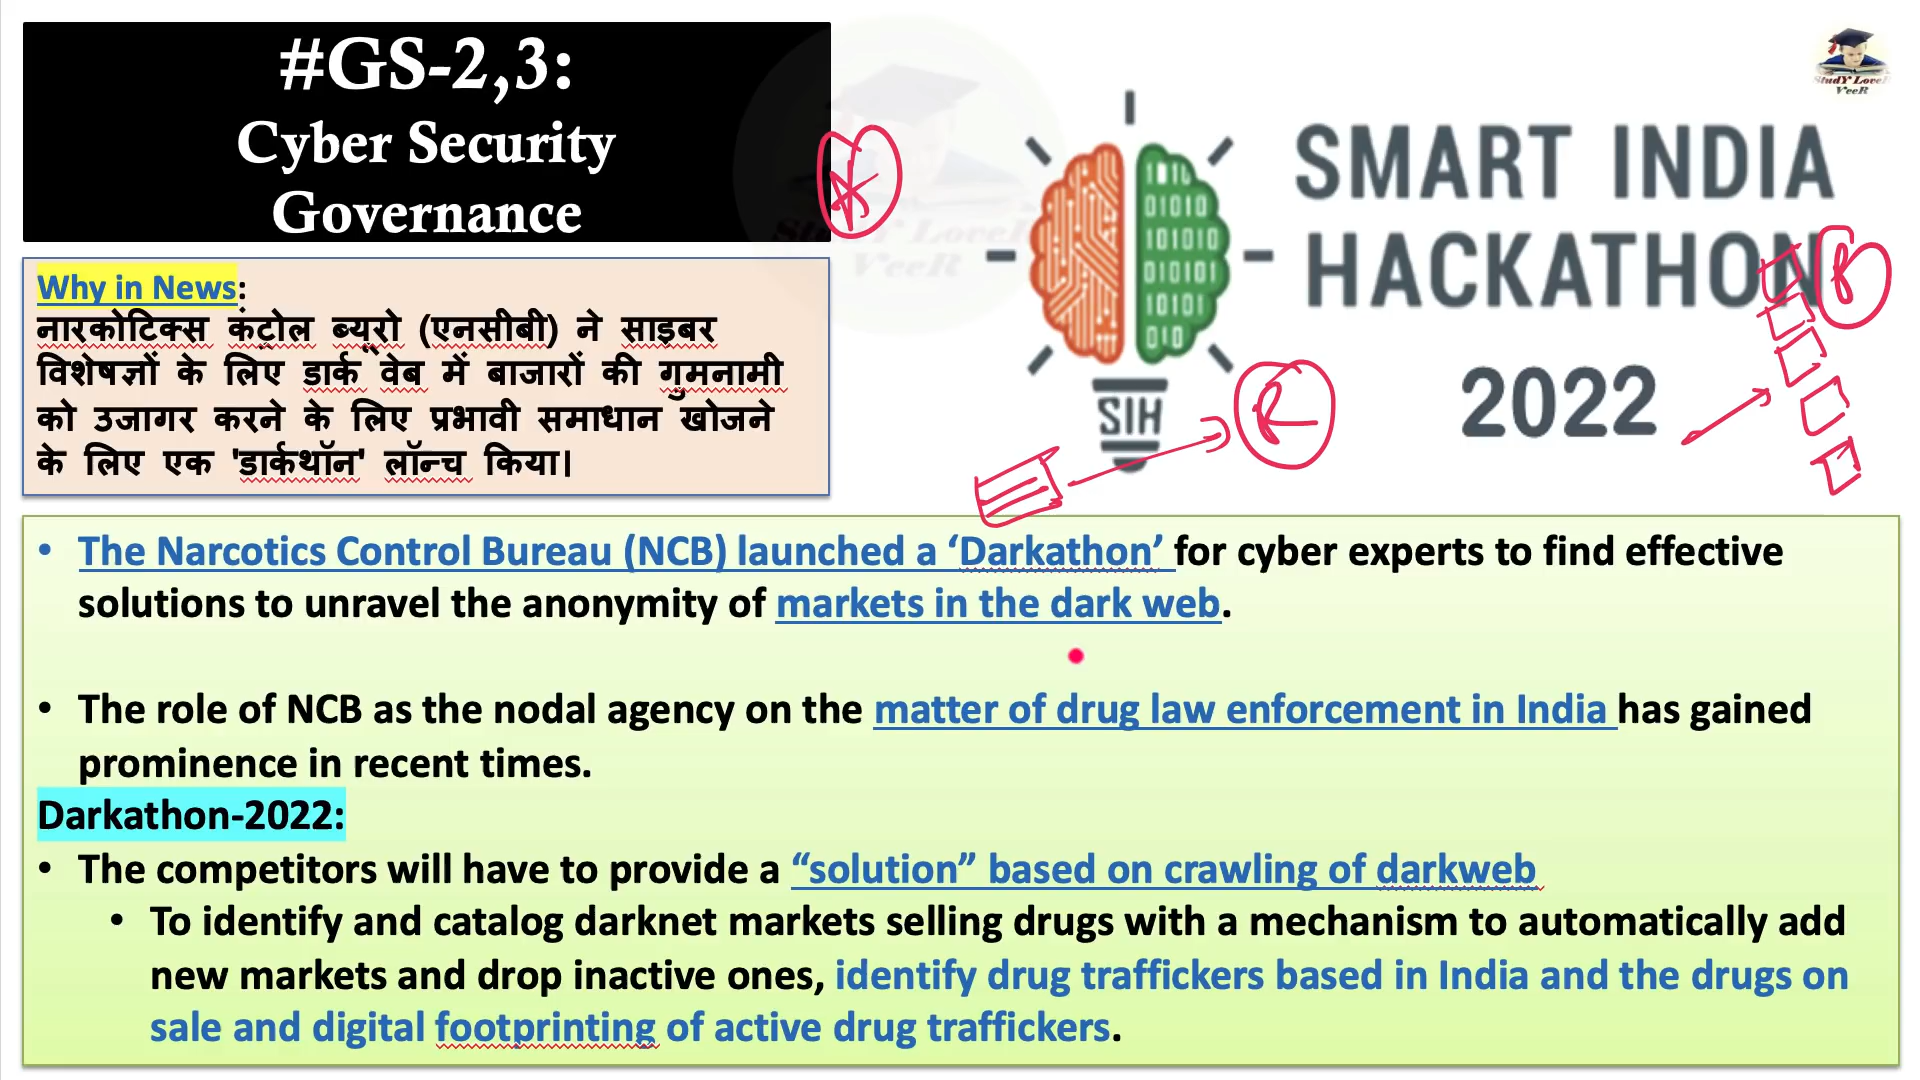 #GS-2,3:
Cyber Security
Governance
StudY LoveR
VeeR
StudY LoveR
VeeR
SMART INDIA
HACKATHON
2022
SIH
Why in News:
नारकोटिक्स कंट्रोल ब्यूरो (एनसीबी) ने साइबर
विशेषज्ञों के लिए डार्क वेब में बाजारों की गुमनामी
को उजागर करने के लिए प्रभावी समाधान खोजने
के लिए एक 'डार्कथॉन' लॉन्च किया।
R
• The Narcotics Control Bureau (NCB) launched a ‘Darkathon’ for cyber experts to find effective
solutions to unravel the anonymity of markets in the dark web.
• The role of NCB as the nodal agency on the matter of drug law enforcement in India has gained
prominence in recent times.
Darkathon-2022:
• The competitors will have to provide a “solution” based on crawling of darkweb
• To identify and catalog darknet markets selling drugs with a mechanism to automatically add
new markets and drop inactive ones, identify drug traffickers based in India and the drugs on
sale and digital footprinting of active drug traffickers.